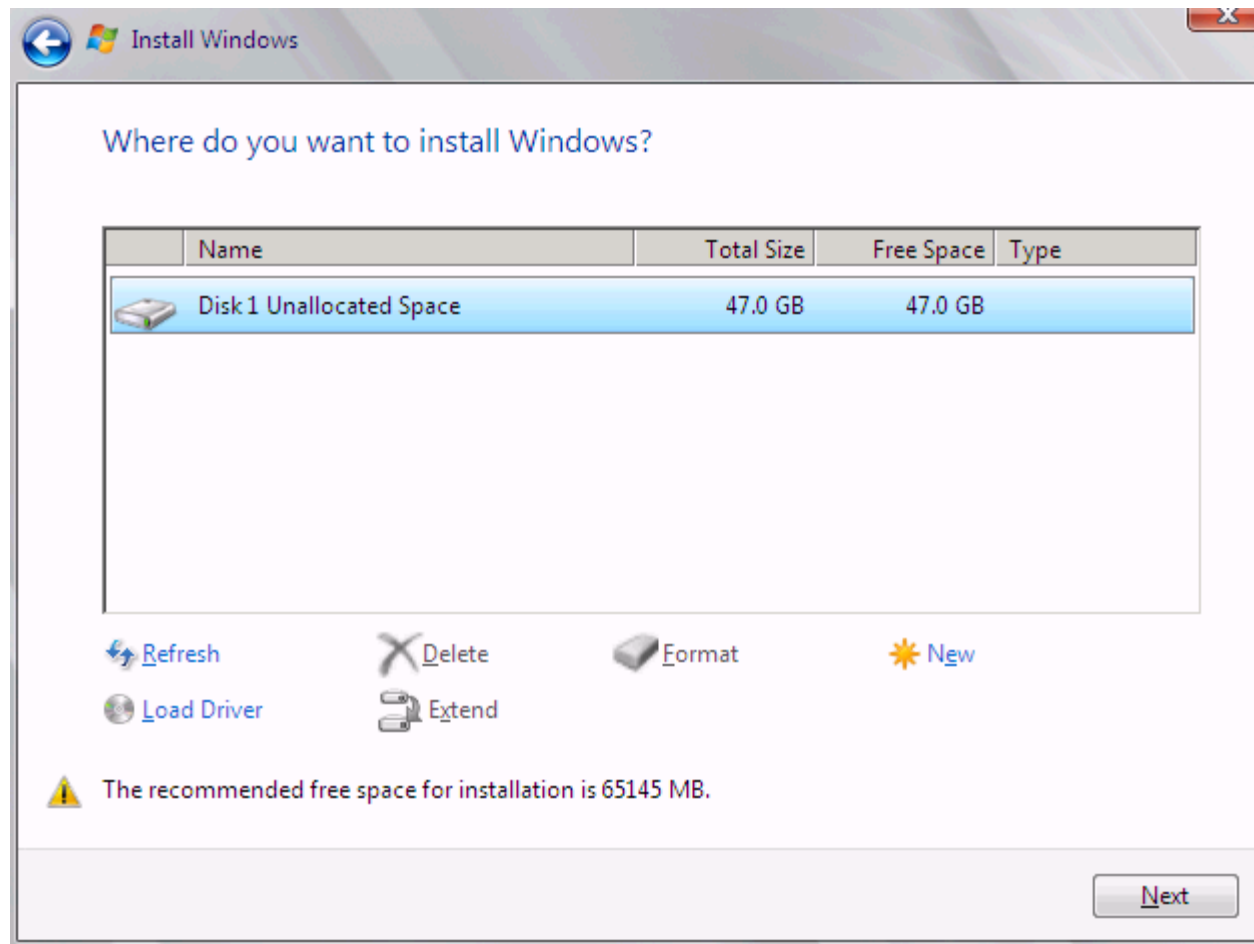 Install Windows
Where do you want to install Windows?
Name Total Size Free Space Type
Disk 1 Unallocated Space 47.0 GB 47.0 GB
Refresh Delete Format New
Load Driver Extend
The recommended free space for installation is 65145 MB.
Next